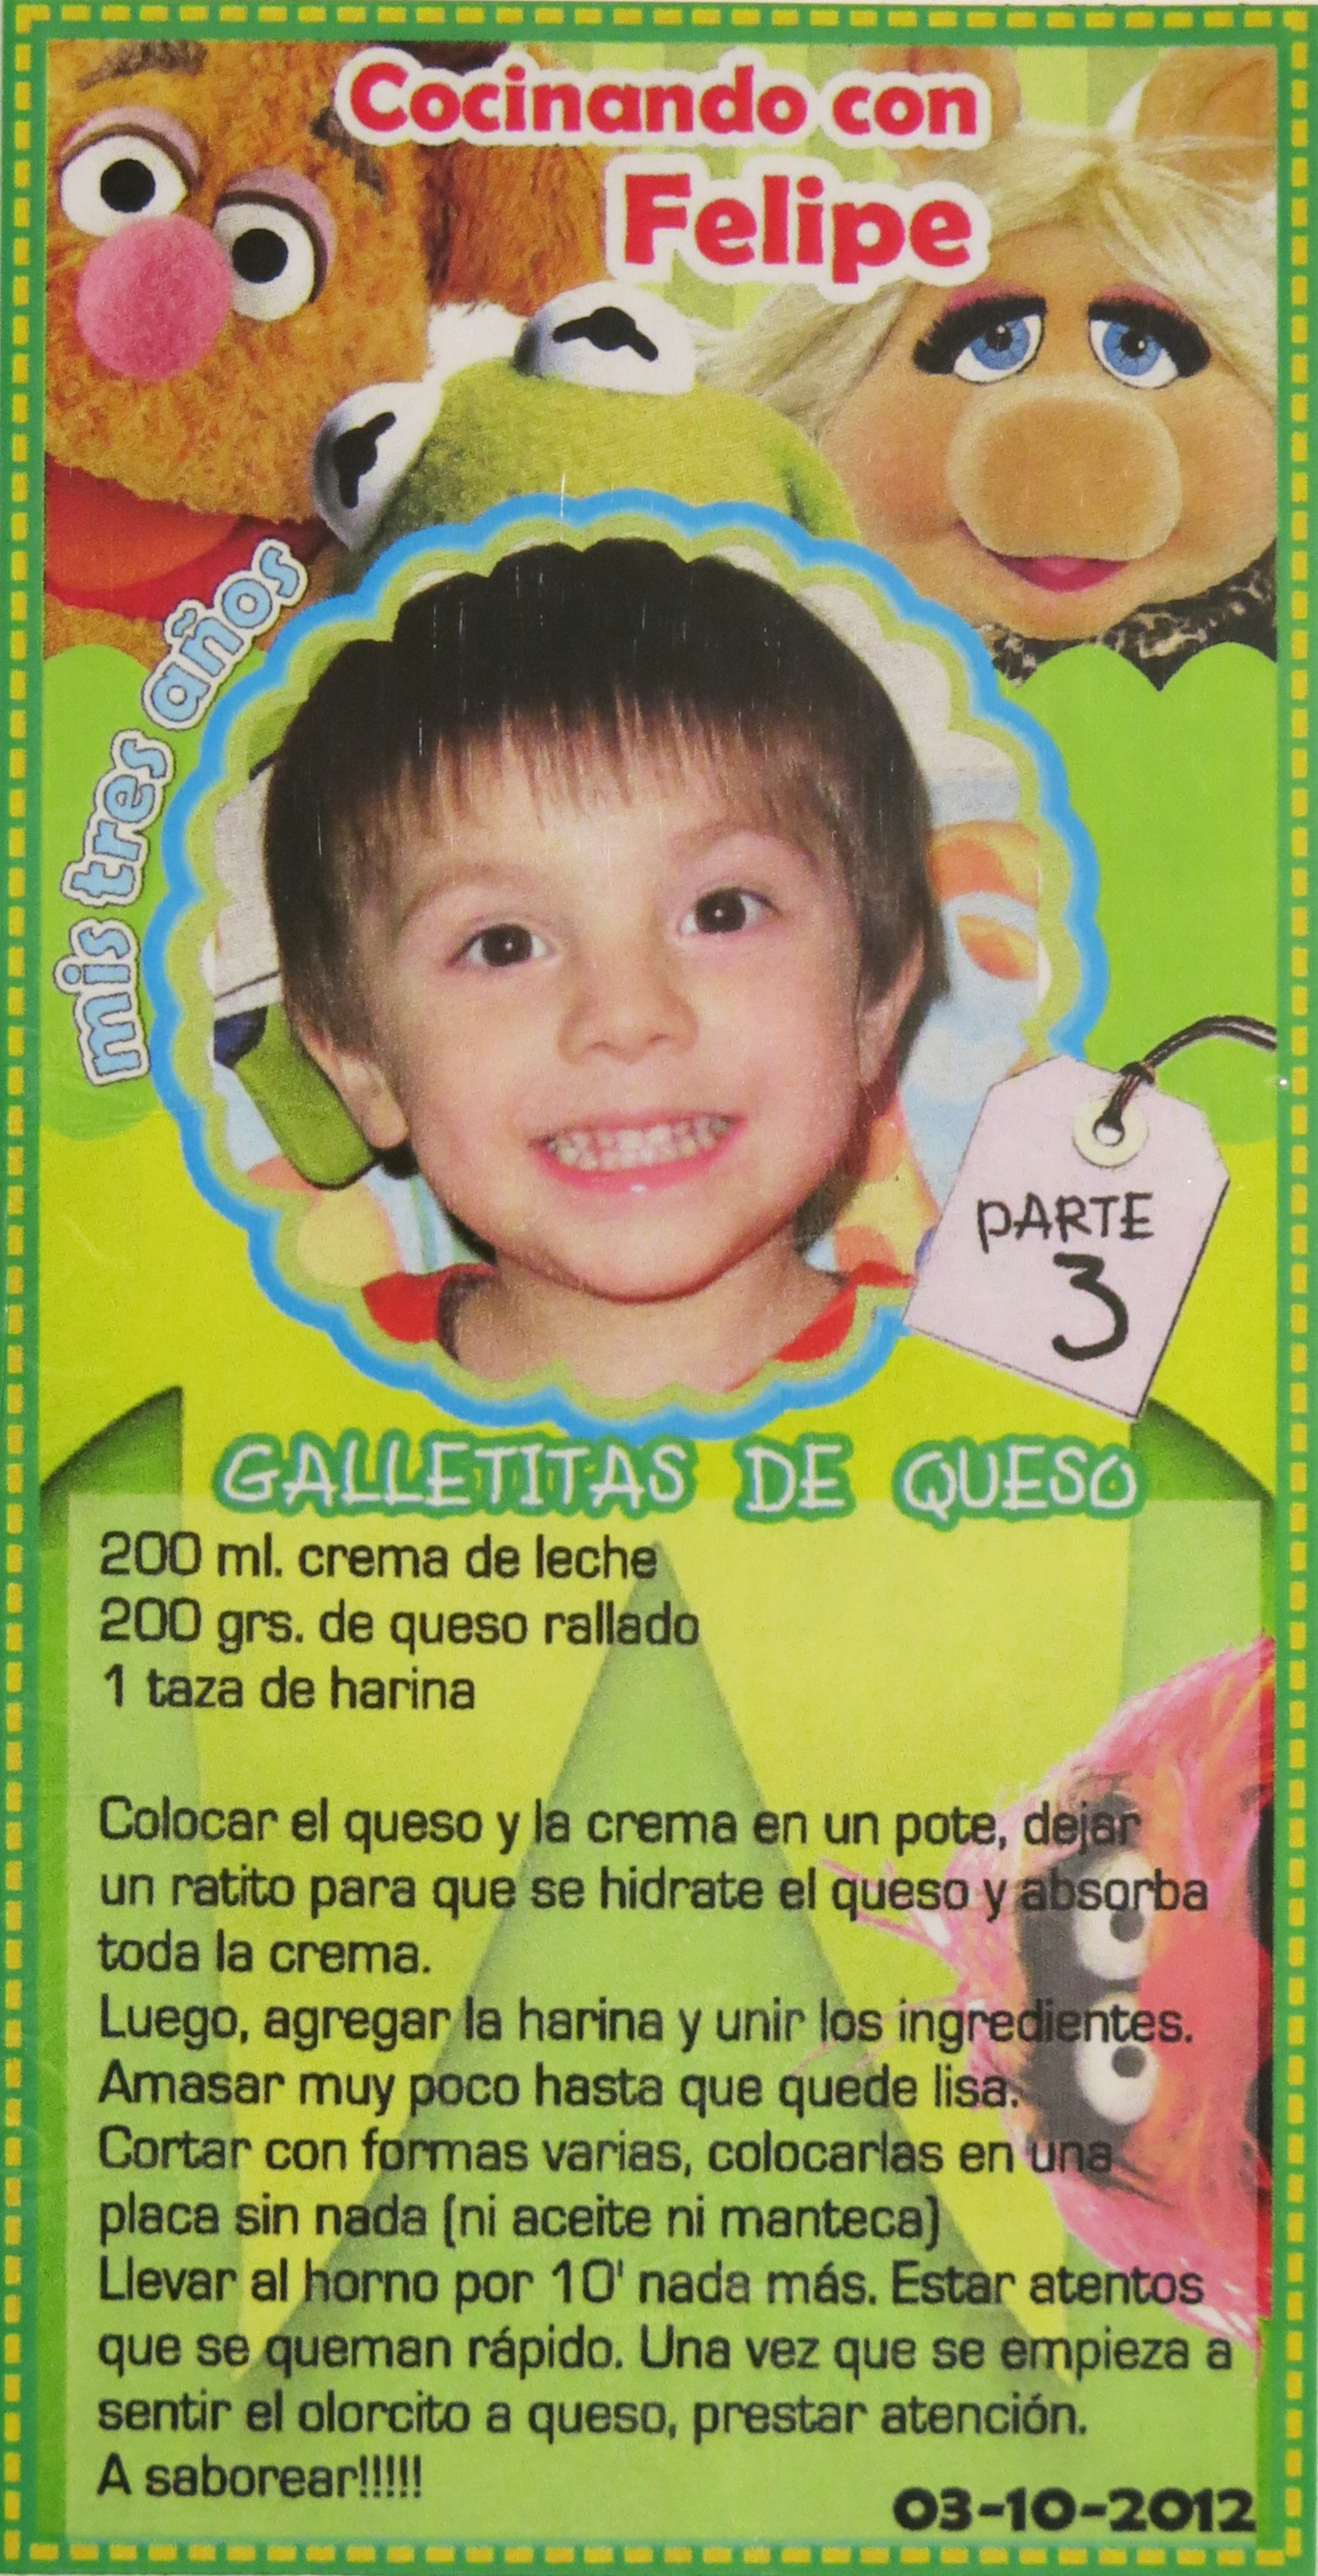 Cocinando con
Felipe
mis tres años
PARTE
3
GALLETITAS DE QUESO
200 ml. crema de leche
200 grs. de queso rallado
1 taza de harina
Colocar el queso y la crema en un pote, dejar
un ratito para que se hidrate el queso y absorba
toda la crema.
Luego, agregar la harina y unir los ingredientes.
Amasar muy poco hasta que quede lisa.
Cortar con formas varias, colocarlas en una
placa sin nada (ni aceite ni manteca)
Llevar al horno por 10' nada más. Estar atentos
que se queman rápido. Una vez que se empieza a
sentir el olorcito a queso, prestar atención.
A saborear!!!!!
03-10-2012